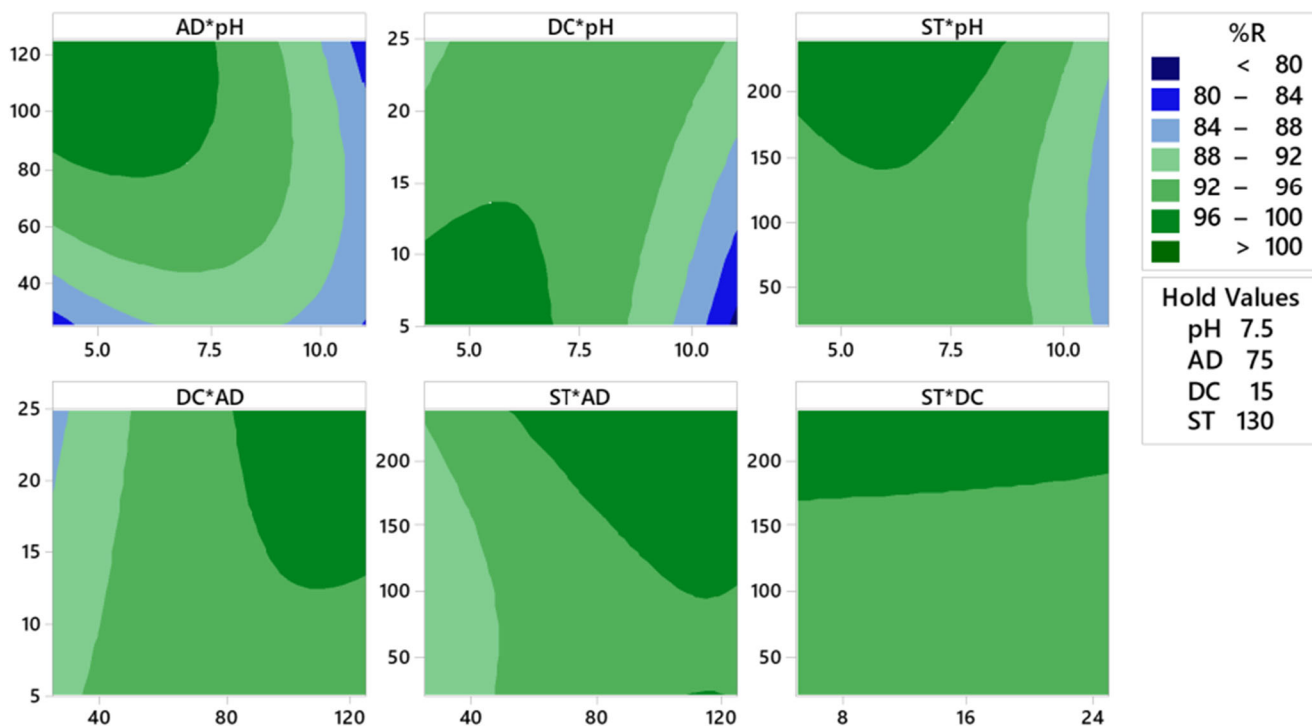 AD*pH
120
100
80
60
40
5.0 7.5 10.0
DC*pH
25
20
15
10
5
5.0 7.5 10.0
ST*pH
200
150
100
50
5.0 7.5 10.0
%R
< 80
80 – 84
84 – 88
88 – 92
92 – 96
96 – 100
> 100
Hold Values
pH 7.5
AD 75
DC 15
ST 130
DC*AD
25
20
15
10
5
40 80 120
ST*AD
200
150
100
50
40 80 120
ST*DC
200
150
100
50
8 16 24